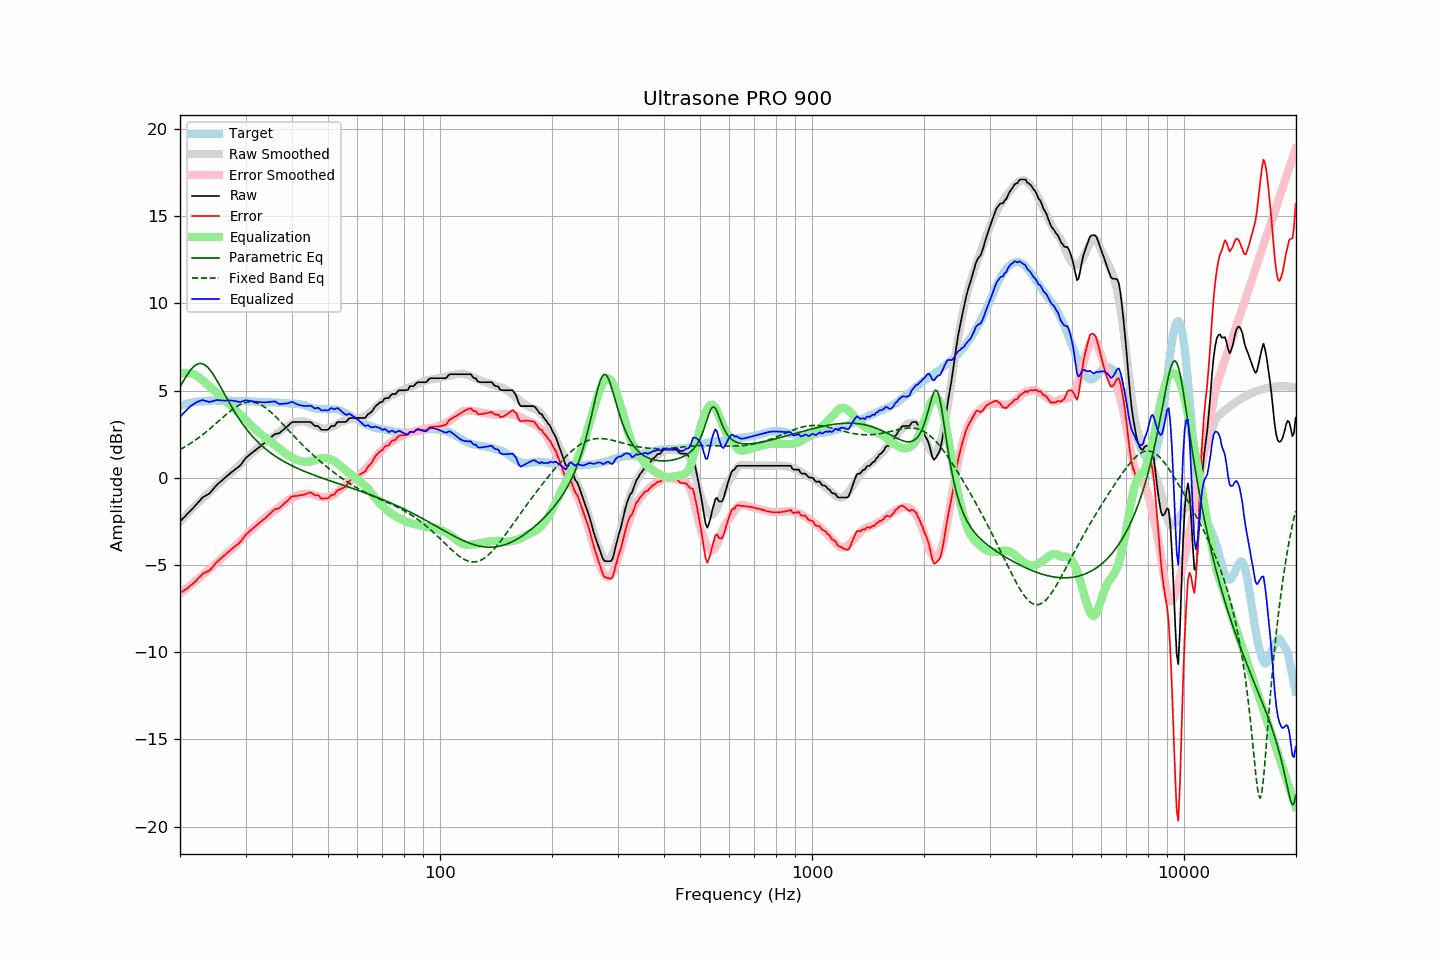 Ultrasone PRO 900
Target
Raw Smoothed
Error Smoothed
Raw
Error
Equalization
Parametric Eq
Fixed Band Eq
Equalized
20
15
10
5
0
−5
−10
−15
−20
Amplitude (dBr)
100 1000 10000
Frequency (Hz)